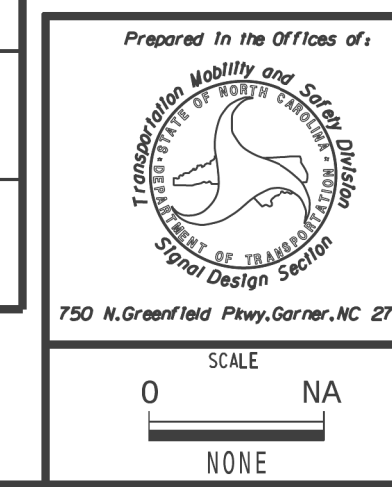 Prepared in the Offices of:
Transportation Mobility and Safety Division
STATE OF NORTH CAROLINA
DEPARTMENT OF TRANSPORTATION
Signal Design Section
750 N.Greenfield Pkwy,Garner,NC 27
SCALE
0 NA
NONE